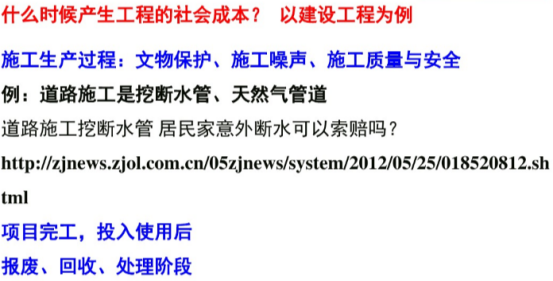 什么时候产生工程的社会成本？ 以建设工程为例
施工生产过程：文物保护、施工噪声、施工质量与安全
例：道路施工是挖断水管、天然气管道
道路施工挖断水管 居民家意外断水可以索赔吗？
http://zjnews.zjol.com.cn/05zjnews/system/2012/05/25/018520812.sh
tml
项目完工，投入使用后
报废、回收、处理阶段